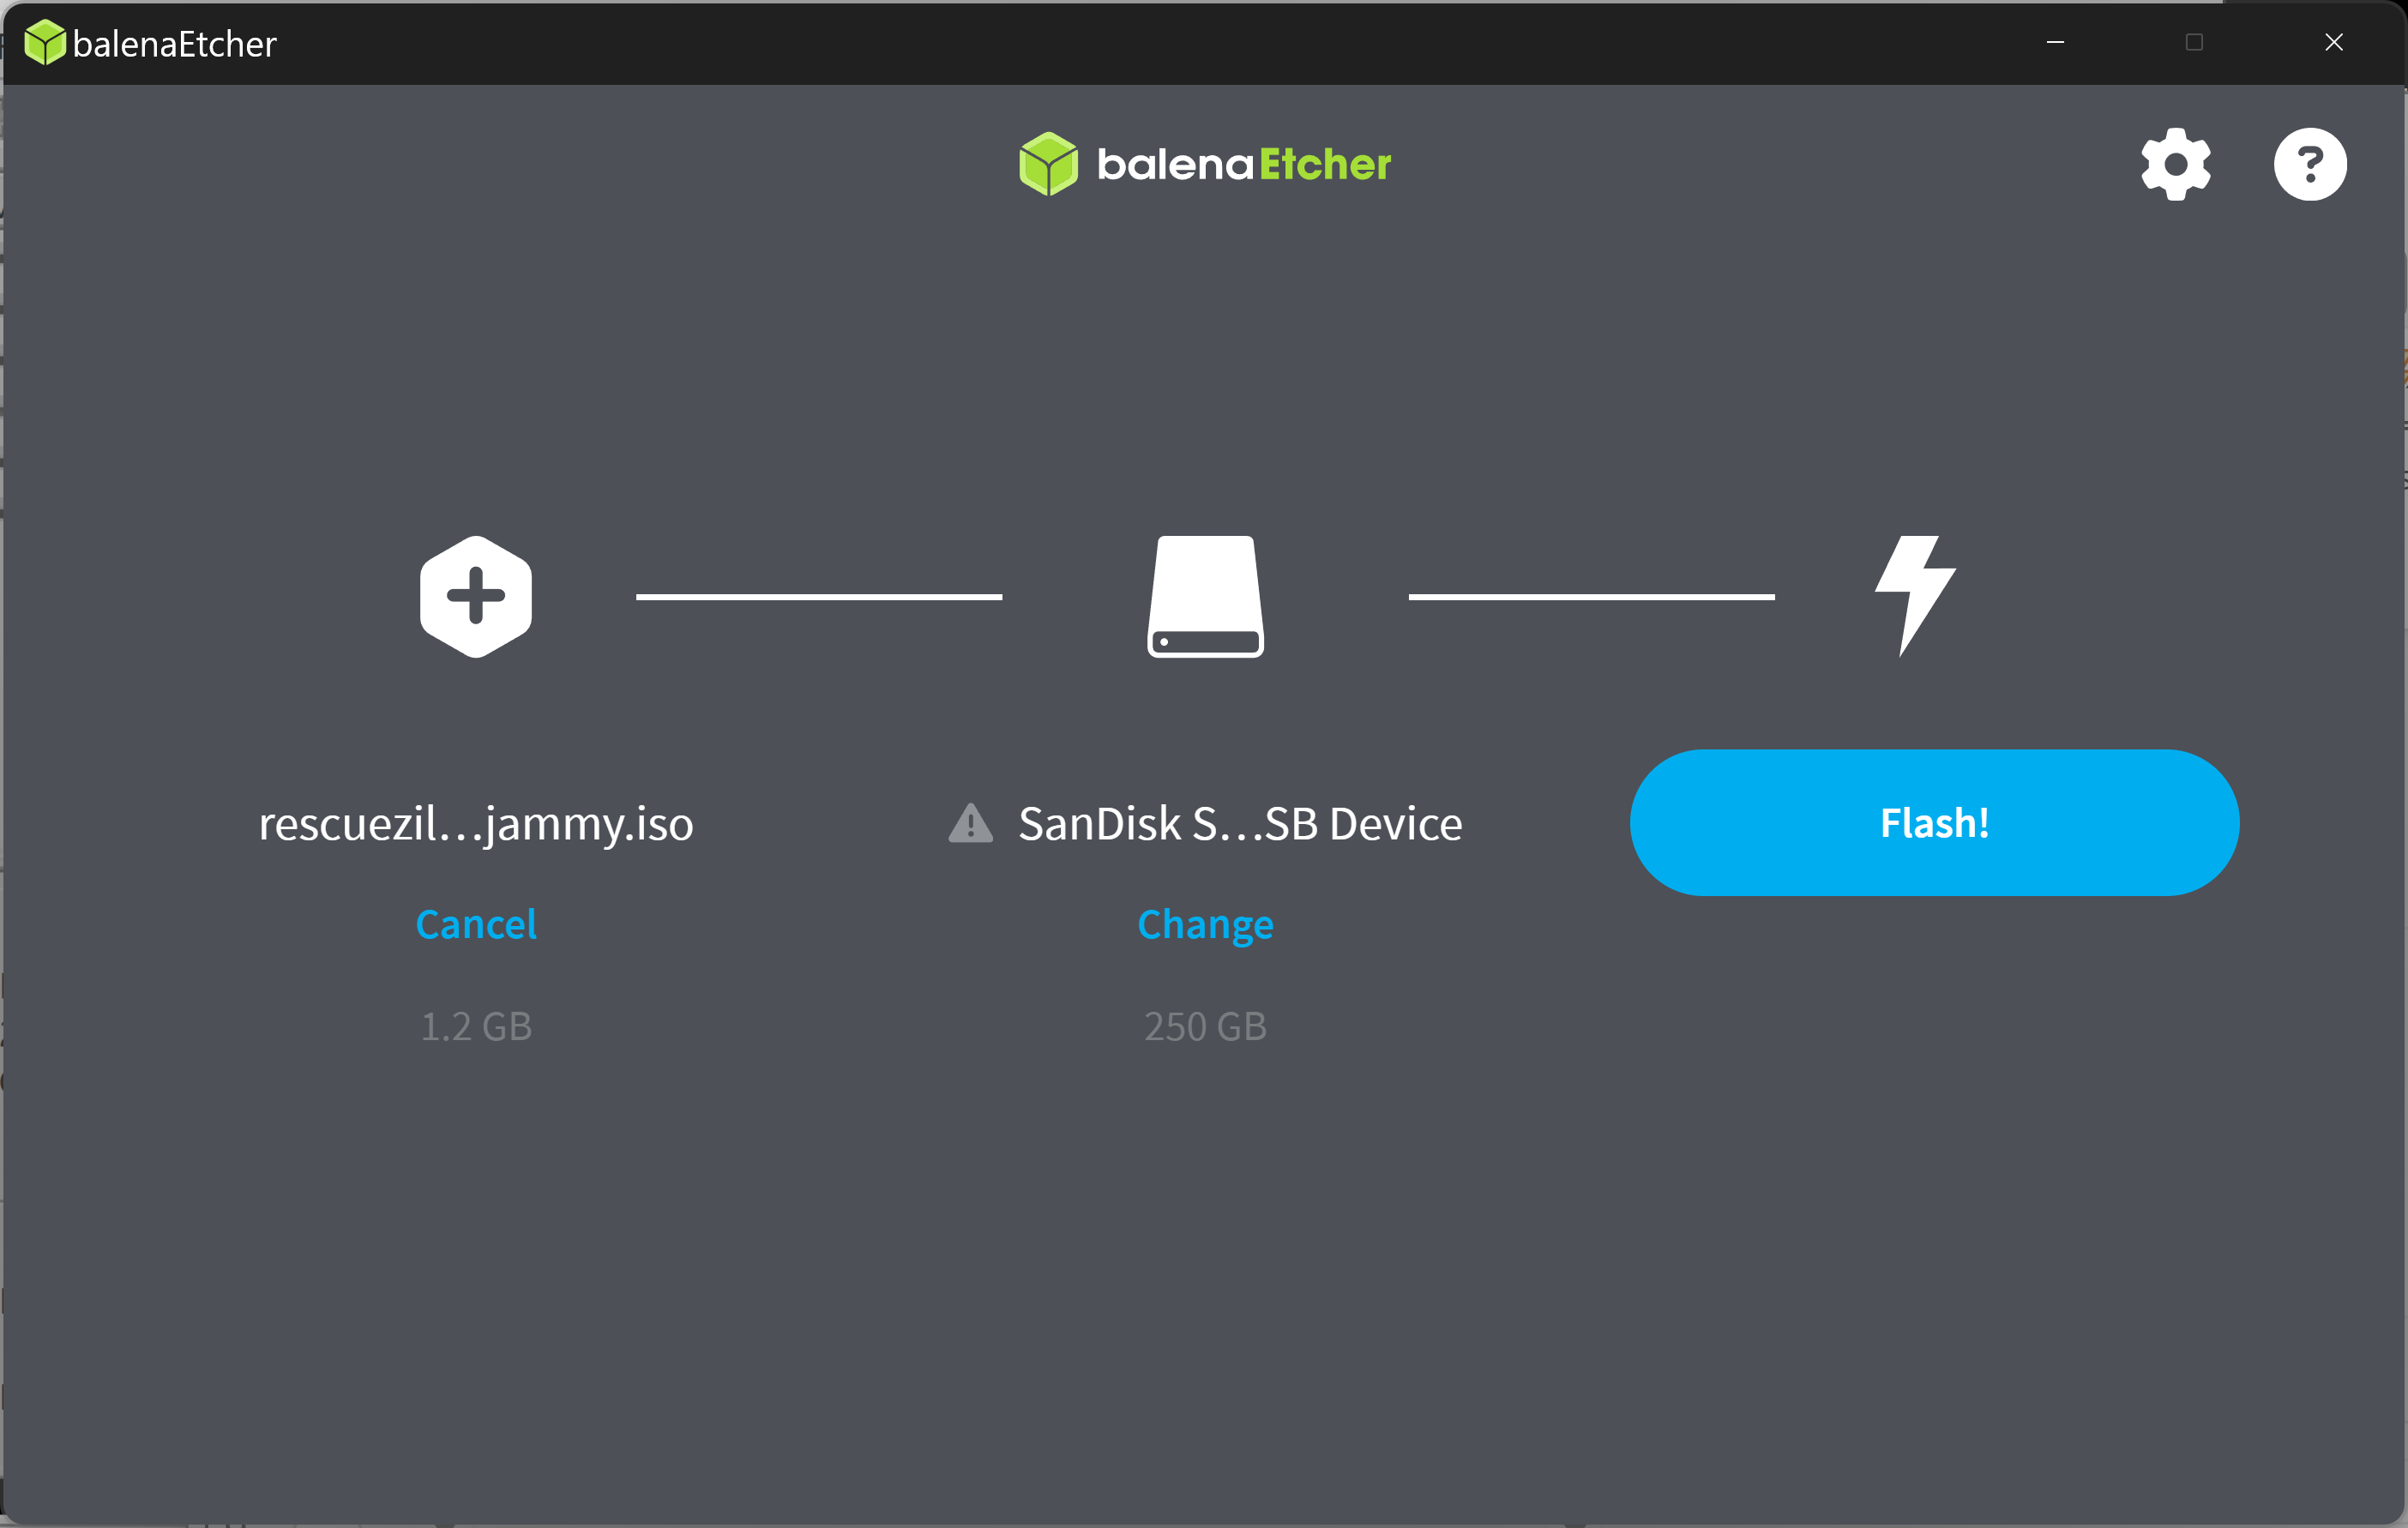 balenaEtcher
balenaEtcher
rescuezil...jammy.iso
SanDisk S...SB Device
Flash!
Cancel
Change
1.2 GB
250 GB